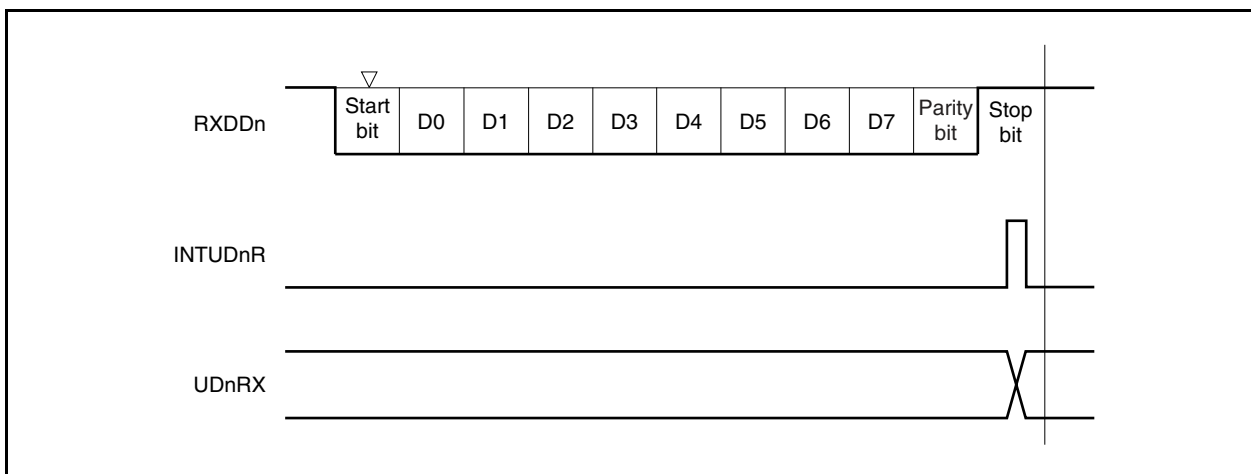 RXDDn
Start bit
D0
D1
D2
D3
D4
D5
D6
D7
Parity bit
Stop bit
INTUDnR
UDnRX